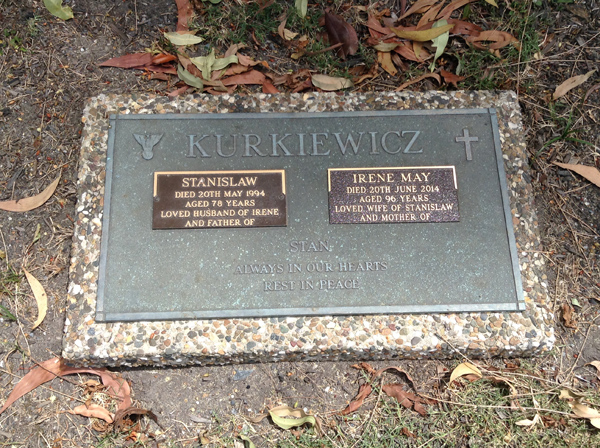 KURKIEWICZ
STANISLAW
DIED 20TH MAY 1994
AGED 78 YEARS
LOVED HUSBAND OF IRENE
AND FATHER OF
IRENE MAY
DIED 20TH JUNE 2014
AGED 96 YEARS
LOVED WIFE OF STANISLAW
AND MOTHER OF
STAN
ALWAYS IN OUR HEARTS
REST IN PEACE